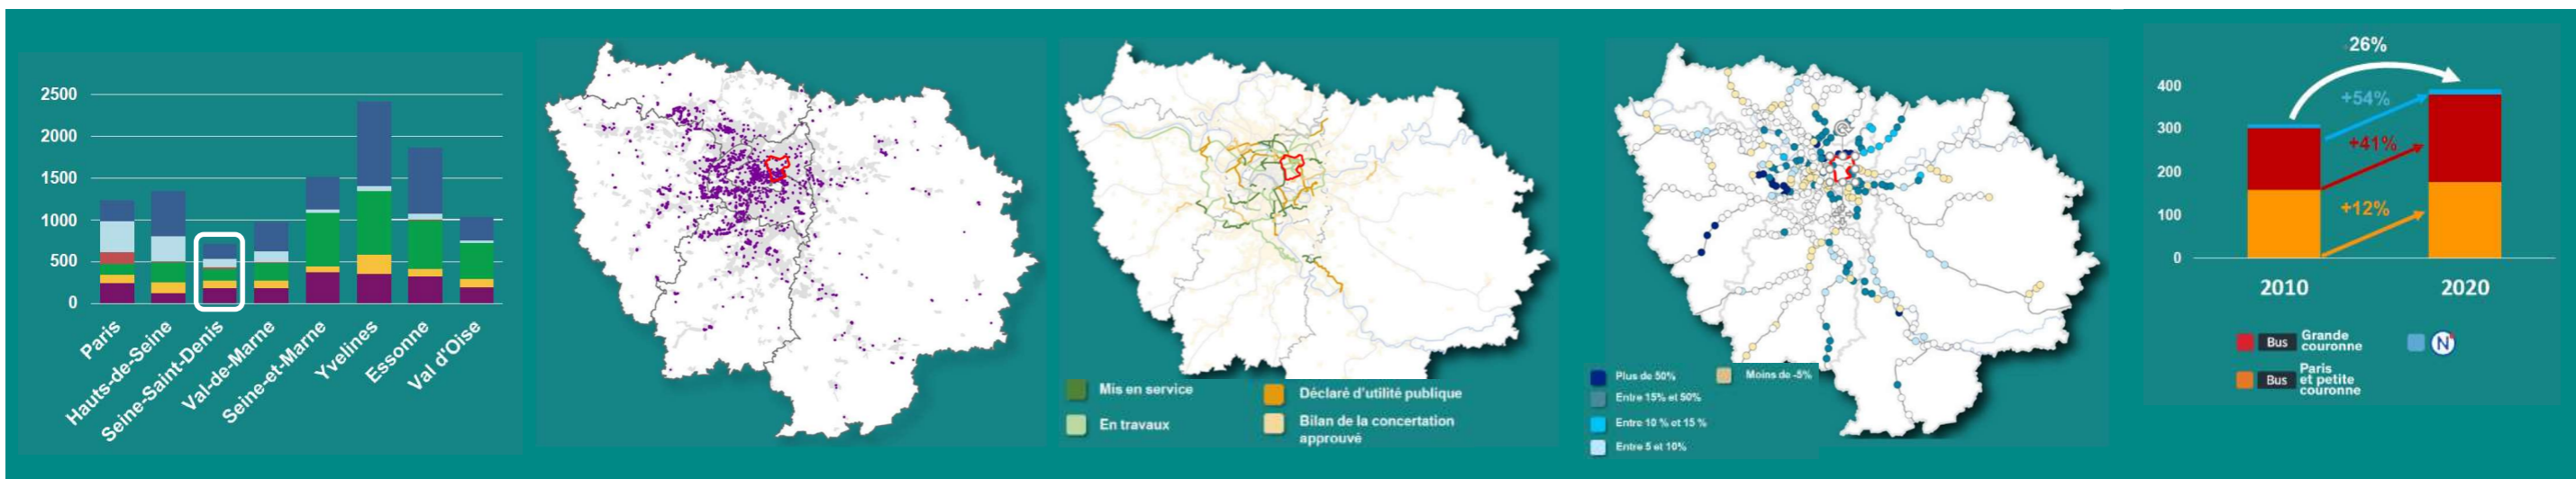 2500
2000
1500
1000
500
0
Paris
Hauts-de-Seine
Seine-Saint-Denis
Val-de-Marne
Seine-et-Marne
Yvelines
Essonne
Val d'Oise
Mis en service
En travaux
Déclaré d'utilité publique
Bilan de la concertation
approuvé
Plus de 50%
Entre 15% et 50%
Entre 10 % et 15 %
Entre 5 et 10%
Moins de -5%
26%
400
300
200
100
0
+54%
+41%
+12%
2010
2020
Bus Grande
couronne
N
Bus Paris
et petite
couronne